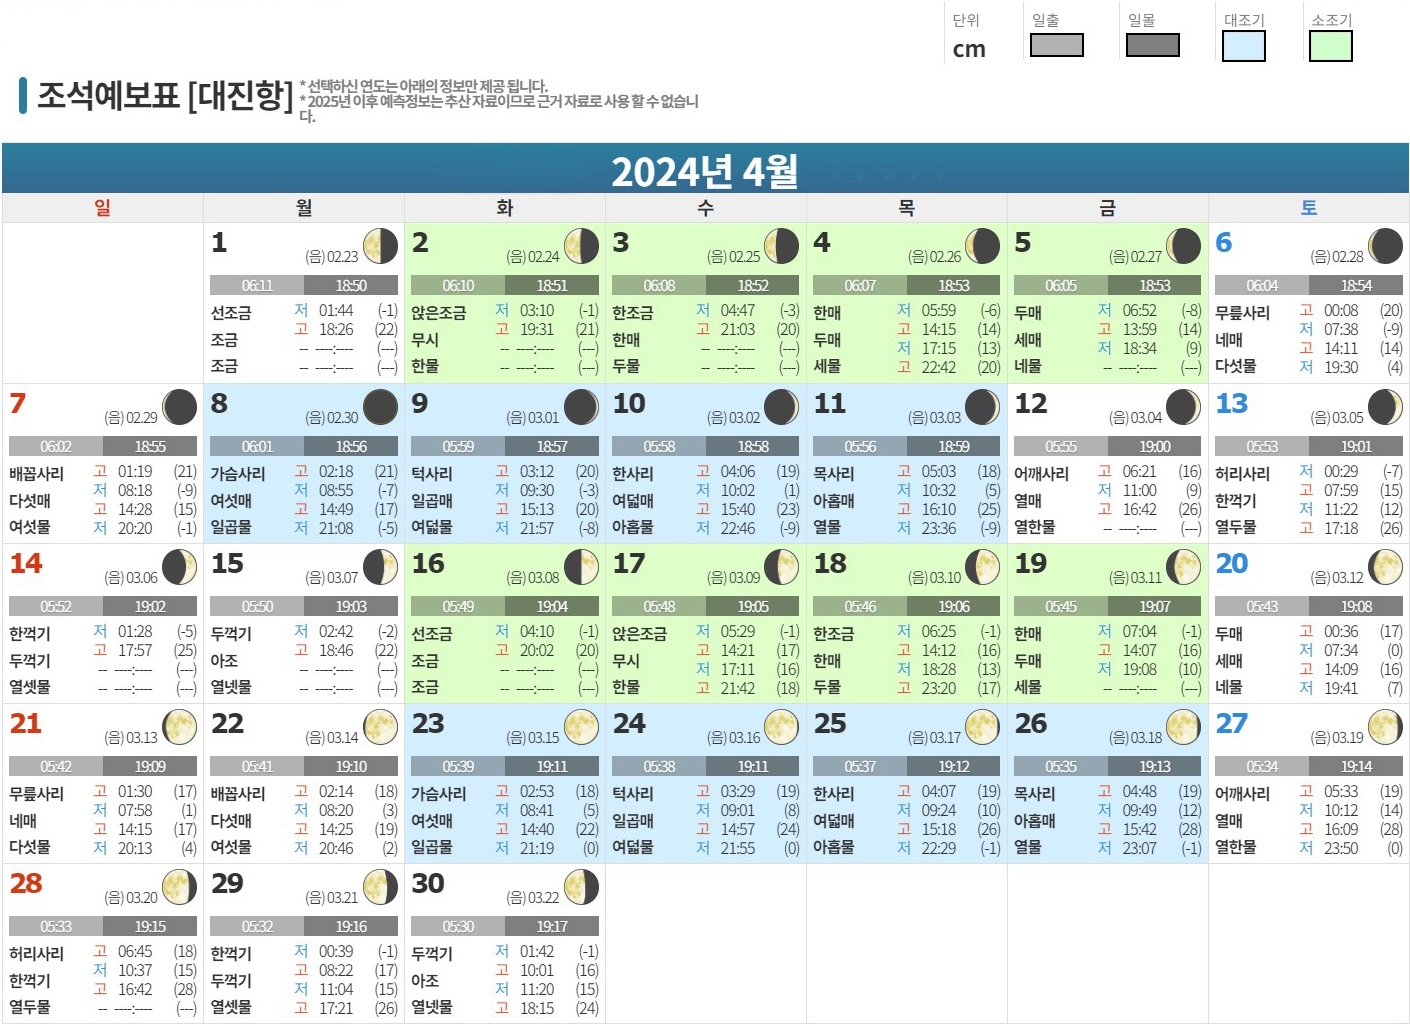 단위 일출 일몰 대조기 소조기
cm
조석예보표 [대진항]
* 선택하신 연도는 아래의 정보만 제공 됩니다.
* 2025년 이후 예측정보는 추산 자료이므로 근거 자료로 사용 할 수 없습니
다.
2024년 4월
일 월 화 수 목 금 토
1 (음) 02.23
06:11 18:50
선조금
조금
조금
저 01:44 (-1)
고 18:26 (22)
-- ----:---- (---)
-- ----:---- (---)
2 (음) 02.24
06:10 18:51
앉은조금
무시
한물
저 03:10 (-1)
고 19:31 (21)
-- ----:---- (---)
-- ----:---- (---)
3 (음) 02.25
06:08 18:52
한조금
한매
두물
저 04:47 (-3)
고 21:03 (20)
-- ----:---- (---)
-- ----:---- (---)
4 (음) 02.26
06:07 18:53
한매
두매
세물
저 05:59 (-6)
고 14:15 (14)
저 17:15 (13)
고 22:42 (20)
5 (음) 02.27
06:05 18:53
두매
세매
네물
저 06:52 (-8)
고 13:59 (14)
저 18:34 (9)
-- ----:---- (---)
6 (음) 02.28
06:04 18:54
무릎사리
네매
다섯물
고 00:08 (20)
저 07:38 (-9)
고 14:11 (14)
저 19:30 (4)
7 (음) 02.29
06:02 18:55
배꼽사리
다섯매
여섯물
고 01:19 (21)
저 08:18 (-9)
고 14:28 (15)
저 20:20 (-1)
8 (음) 02.30
06:01 18:56
가슴사리
여섯매
일곱물
고 02:18 (21)
저 08:55 (-7)
고 14:49 (17)
저 21:08 (-5)
9 (음) 03.01
05:59 18:57
턱사리
일곱매
여덟물
고 03:12 (20)
저 09:30 (-3)
고 15:13 (20)
저 21:57 (-8)
10 (음) 03.02
05:58 18:58
한사리
여덟매
아홉물
고 04:06 (19)
저 10:02 (1)
고 15:40 (23)
저 22:46 (-9)
11 (음) 03.03
05:56 18:59
목사리
아홉매
열물
고 05:03 (18)
저 10:32 (5)
고 16:10 (25)
저 23:36 (-9)
12 (음) 03.04
05:55 19:00
어깨사리
열매
열한물
고 06:21 (16)
저 11:00 (9)
고 16:42 (26)
-- ----:---- (---)
13 (음) 03.05
05:53 19:01
허리사리
한꺽기
열두물
저 00:29 (-7)
고 07:59 (15)
저 11:22 (12)
고 17:18 (26)
14 (음) 03.06
05:52 19:02
한꺽기
두꺽기
열셋물
저 01:28 (-5)
고 17:57 (25)
-- ----:---- (---)
-- ----:---- (---)
15 (음) 03.07
05:50 19:03
두꺽기
아조
열넷물
저 02:42 (-2)
고 18:46 (22)
-- ----:---- (---)
-- ----:---- (---)
16 (음) 03.08
05:49 19:04
선조금
조금
조금
저 04:10 (-1)
고 20:02 (20)
-- ----:---- (---)
-- ----:---- (---)
17 (음) 03.09
05:48 19:05
앉은조금
무시
한물
저 05:29 (-1)
고 14:21 (17)
저 17:11 (16)
고 21:42 (18)
18 (음) 03.10
05:46 19:06
한조금
한매
두물
저 06:25 (-1)
고 14:12 (16)
저 18:28 (13)
고 23:20 (17)
19 (음) 03.11
05:45 19:07
한매
두매
세물
저 07:04 (-1)
고 14:07 (16)
저 19:08 (10)
-- ----:---- (---)
20 (음) 03.12
05:43 19:08
두매
세매
네물
고 00:36 (17)
저 07:34 (0)
고 14:09 (16)
저 19:41 (7)
21 (음) 03.13
05:42 19:09
무릎사리
네매
다섯물
고 01:30 (17)
저 07:58 (1)
고 14:15 (17)
저 20:13 (4)
22 (음) 03.14
05:41 19:10
배꼽사리
다섯매
여섯물
고 02:14 (18)
저 08:20 (3)
고 14:25 (19)
저 20:46 (2)
23 (음) 03.15
05:39 19:11
가슴사리
여섯매
일곱물
고 02:53 (18)
저 08:41 (5)
고 14:40 (22)
저 21:19 (0)
24 (음) 03.16
05:38 19:11
턱사리
일곱매
여덟물
고 03:29 (19)
저 09:01 (8)
고 14:57 (24)
저 21:55 (0)
25 (음) 03.17
05:37 19:12
한사리
여덟매
아홉물
고 04:07 (19)
저 09:24 (10)
고 15:18 (26)
저 22:29 (-1)
26 (음) 03.18
05:35 19:13
목사리
아홉매
열물
고 04:48 (19)
저 09:49 (12)
고 15:42 (28)
저 23:07 (-1)
27 (음) 03.19
05:34 19:14
어깨사리
열매
열한물
고 05:33 (19)
저 10:12 (14)
고 16:09 (28)
저 23:50 (0)
28 (음) 03.20
05:33 19:15
허리사리
한꺽기
열두물
고 06:45 (18)
저 10:37 (15)
고 16:42 (28)
-- ----:---- (---)
29 (음) 03.21
05:32 19:16
한꺽기
두꺽기
열셋물
저 00:39 (-1)
고 08:22 (17)
저 11:04 (15)
고 17:21 (26)
30 (음) 03.22
05:30 19:17
두꺽기
아조
열넷물
저 01:42 (-1)
고 10:01 (16)
저 11:20 (15)
고 18:15 (24)